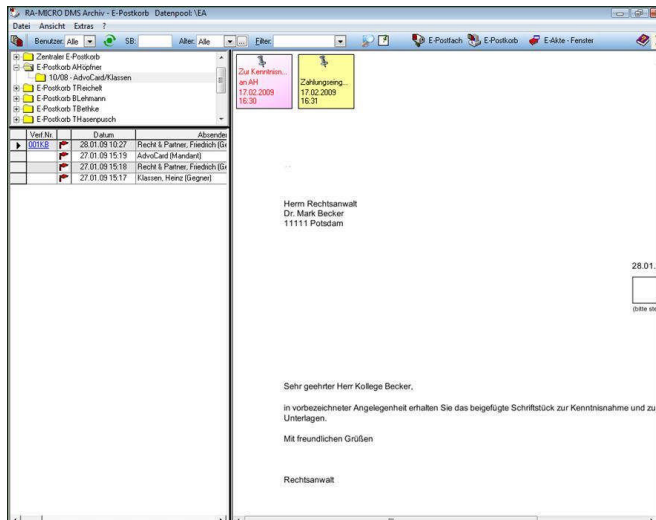 RA-MICRO DMS Archiv - E-Postkorb Datenpool: \EA
Datei Ansicht Extras ?
Benutzer: Alle SB: Alter: Alle Filter: E-Postfach E-Postkorb E-Akte - Fenster
Zentraler E-Postkorb
E-Postkorb AHöpfner
10/08 - AdvoCard/Klassen
E-Postkorb TReichelt
E-Postkorb BLehmann
E-Postkorb TBethke
E-Postkorb THasenpusch
Verf.Nr. Datum Absende
001KB 28.01.09 10:27 Recht & Partner, Friedrich (Ge
27.01.09 15:19 AdvoCard (Mandant)
27.01.09 15:18 Recht & Partner, Friedrich (Ge
27.01.09 15:17 Klassen, Heinz (Gegner)
Zur Kenntnisn...
an AH
17.02.2009
16:30
Zahlungseing...
17.02.2009
16:31
Herrn Rechtsanwalt
Dr. Mark Becker
11111 Potsdam
28.01.
(bitte ste
Sehr geehrter Herr Kollege Becker,
in vorbezeichneter Angelegenheit erhalten Sie das beigefügte Schriftstück zur Kenntnisnahme und zu
Unterlagen.
Mit freundlichen Grüßen
Rechtsanwalt